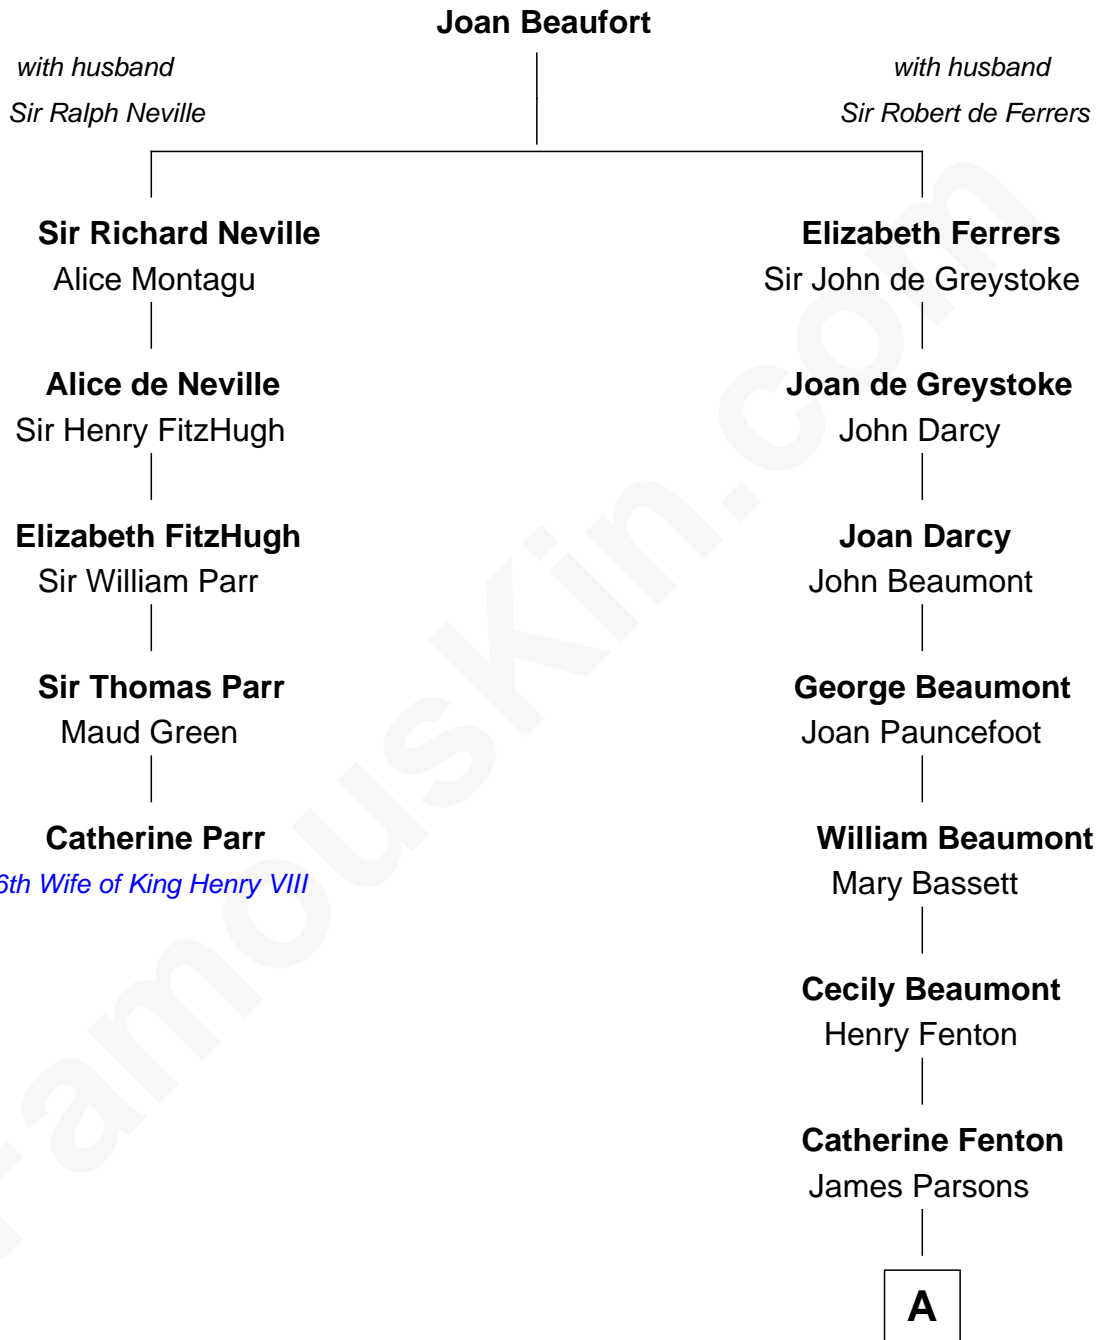 Joan Beaufort
with husband
Sir Ralph Neville
with husband
Sir Robert de Ferrers
Sir Richard Neville
Alice Montagu
Alice de Neville
Sir Henry FitzHugh
Elizabeth FitzHugh
Sir William Parr
Sir Thomas Parr
Maud Green
Catherine Parr
6th Wife of King Henry VIII
Elizabeth Ferrers
Sir John de Greystoke
Joan de Greystoke
John Darcy
Joan Darcy
John Beaumont
George Beaumont
Joan Pauncefoot
William Beaumont
Mary Bassett
Cecily Beaumont
Henry Fenton
Catherine Fenton
James Parsons
A
FamousKin.com